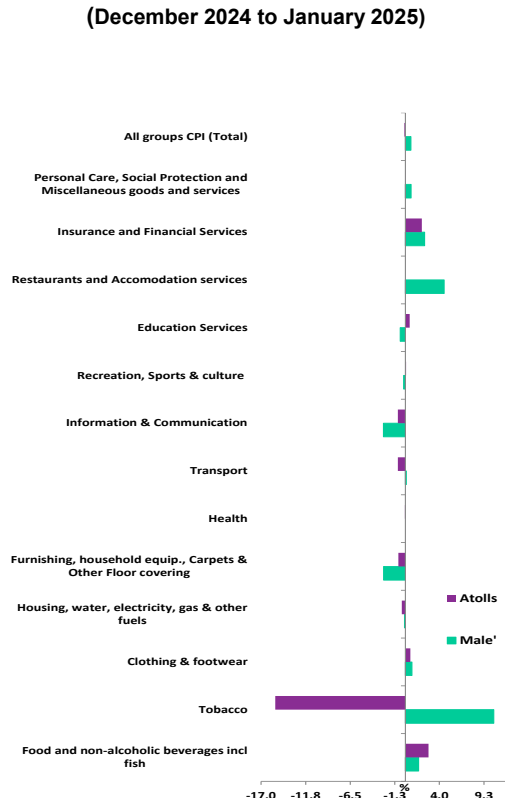 (December 2024 to January 2025)
All groups CPI (Total)
Personal Care, Social Protection and
Miscellaneous goods and services
Insurance and Financial Services
Restaurants and Accomodation services
Education Services
Recreation, Sports & culture
Information & Communication
Transport
Health
Furnishing, household equip., Carpets &
Other Floor covering
Housing, water, electricity, gas & other
fuels
Clothing & footwear
Tobacco
Food and non-alcoholic beverages incl
fish
Atolls
Male'
%
-17.0 -11.8 -6.5 -1.3 4.0 9.3